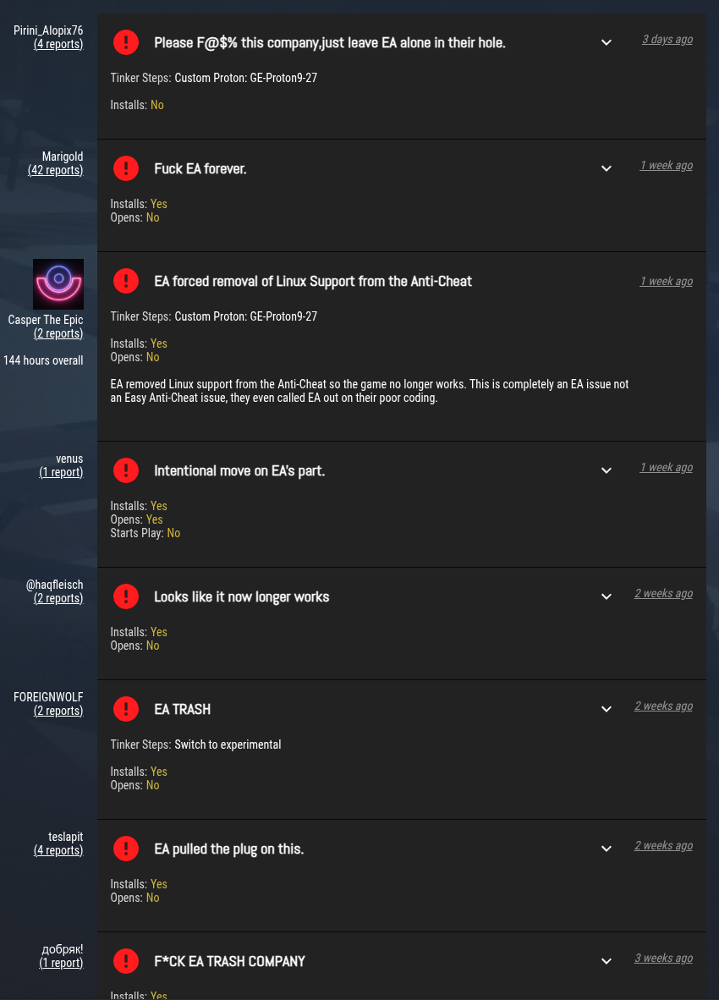 Pirini_Alopix76
(4 reports)
Please F@$% this company,just leave EA alone in their hole.
3 days ago
Tinker Steps: Custom Proton: GE-Proton9-27
Installs: No
Marigold
(42 reports)
Fuck EA forever.
1 week ago
Installs: Yes
Opens: No
Casper The Epic
(2 reports)
144 hours overall
EA forced removal of Linux Support from the Anti-Cheat
1 week ago
Tinker Steps: Custom Proton: GE-Proton9-27
Installs: Yes
Opens: No
EA removed Linux support from the Anti-Cheat so the game no longer works. This is completely an EA issue not
an Easy Anti-Cheat issue, they even called EA out on their poor coding.
venus
(1 report)
Intentional move on EA's part.
1 week ago
Installs: Yes
Opens: Yes
Starts Play: No
@haqfleisch
(2 reports)
Looks like it now longer works
2 weeks ago
Installs: Yes
Opens: No
FOREIGNWOLF
(2 reports)
EA TRASH
2 weeks ago
Tinker Steps: Switch to experimental
Installs: Yes
Opens: No
teslapit
(4 reports)
EA pulled the plug on this.
2 weeks ago
Installs: Yes
Opens: No
добряк!
(1 report)
F*CK EA TRASH COMPANY
3 weeks ago
Installs: Yes